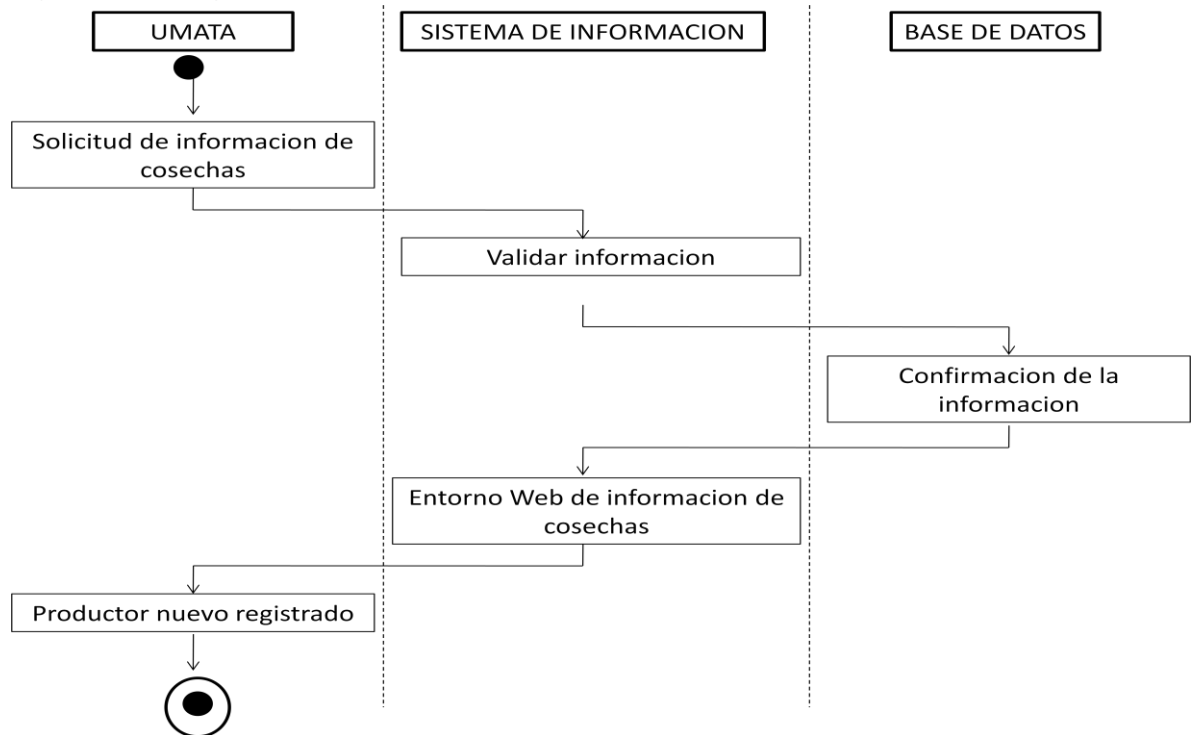 UMATA
SISTEMA DE INFORMACION
BASE DE DATOS
Solicitud de informacion de
cosechas
Validar informacion
Confirmacion de la
informacion
Entorno Web de informacion de
cosechas
Productor nuevo registrado